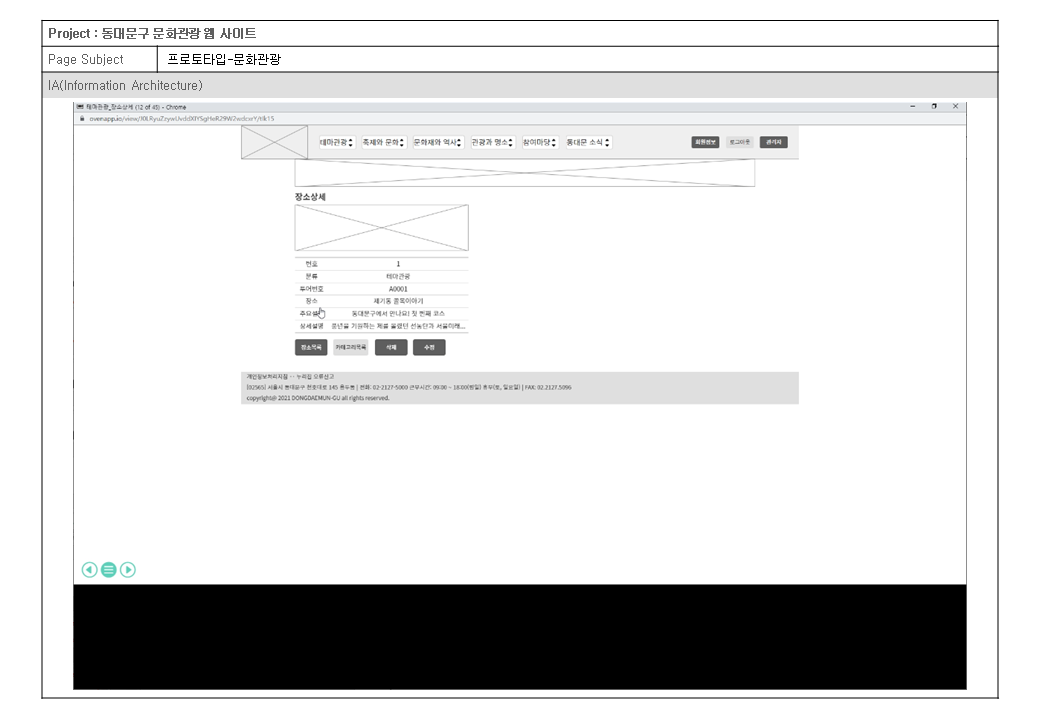 Project : 동대문구 문화관광 웹 사이트
Page Subject 프로토타입-문화관광
IA(Information Architecture)
테마관광_장소상세 (12 of 48) - Chrome
테마관광 축제와 문화 문화재와 역사 관광과 명소 참여마당 동대문 소식 회원정보 로그아웃 관리자
장소상세
번호 1
분류 테마관광
투어번호 A0001
장소 제기동 골목이야기
주요설 동대문구에서 만나요! 첫 번째 코스
상세설명 풍년을 기원하는 제를 올렸던 선농단과 서울미래...
장소목록 카테고리목록 삭제 수정
개인정보처리지침 -- 누리집 오류신고
(02565) 서울시 동대문구 천호대로 145 용두동 | 전화: 02-2127-5000 근무시간: 09:00 ~ 18:00(평일) 휴무(토, 일요일) | FAX: 02.2127.5096
copyright@ 2021 DONGDAEMUN-GU all rights reserved.